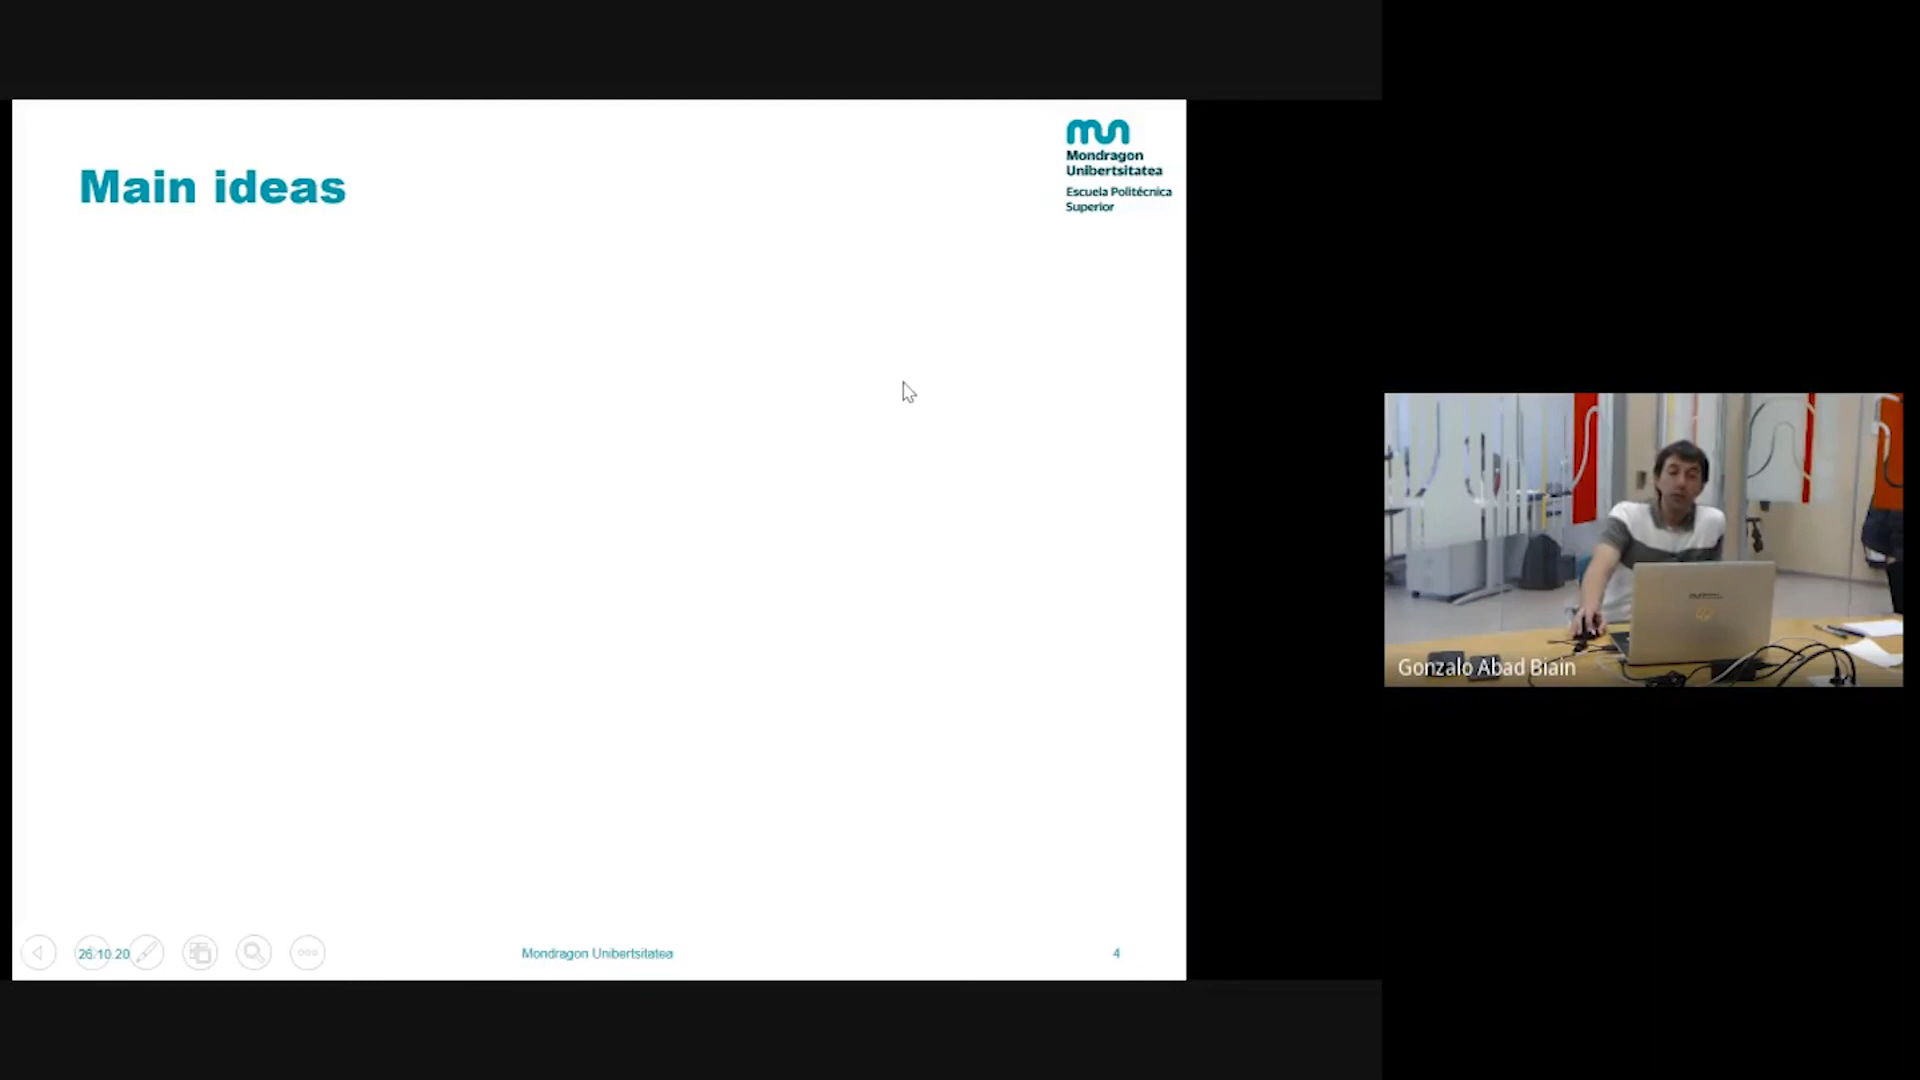 Main ideas
Mondragon
Unibertsitatea
Escuela Politécnica
Superior
26.10.20
Mondragon Unibertsitatea
4
Gonzalo Abad Biain